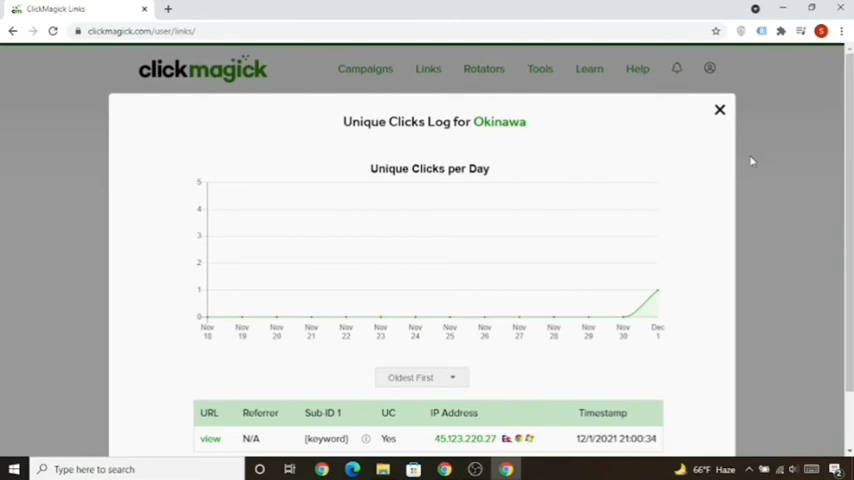 ClickMagick Links
clickmagick.com/user/links/
S
clickmagick Campaigns Links Rotators Tools Learn Help
Unique Clicks Log for Okinawa
Unique Clicks per Day
5
4
3
2
1
0
Nov 18 Nov 19 Nov 20 Nov 21 Nov 22 Nov 23 Nov 24 Nov 25 Nov 26 Nov 27 Nov 28 Nov 29 Nov 30 Dec 1
Oldest First
URL Referrer Sub-ID 1 UC IP Address Timestamp
view N/A {keyword} Yes 45.123.220.27 12/1/2021 21:00:34
Type here to search 66°F Haze 2